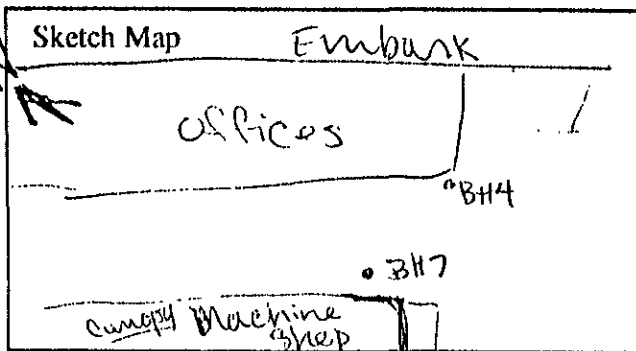 Sketch Map Embank
Offices
BH4
BH7
Canopy Machine
Shop